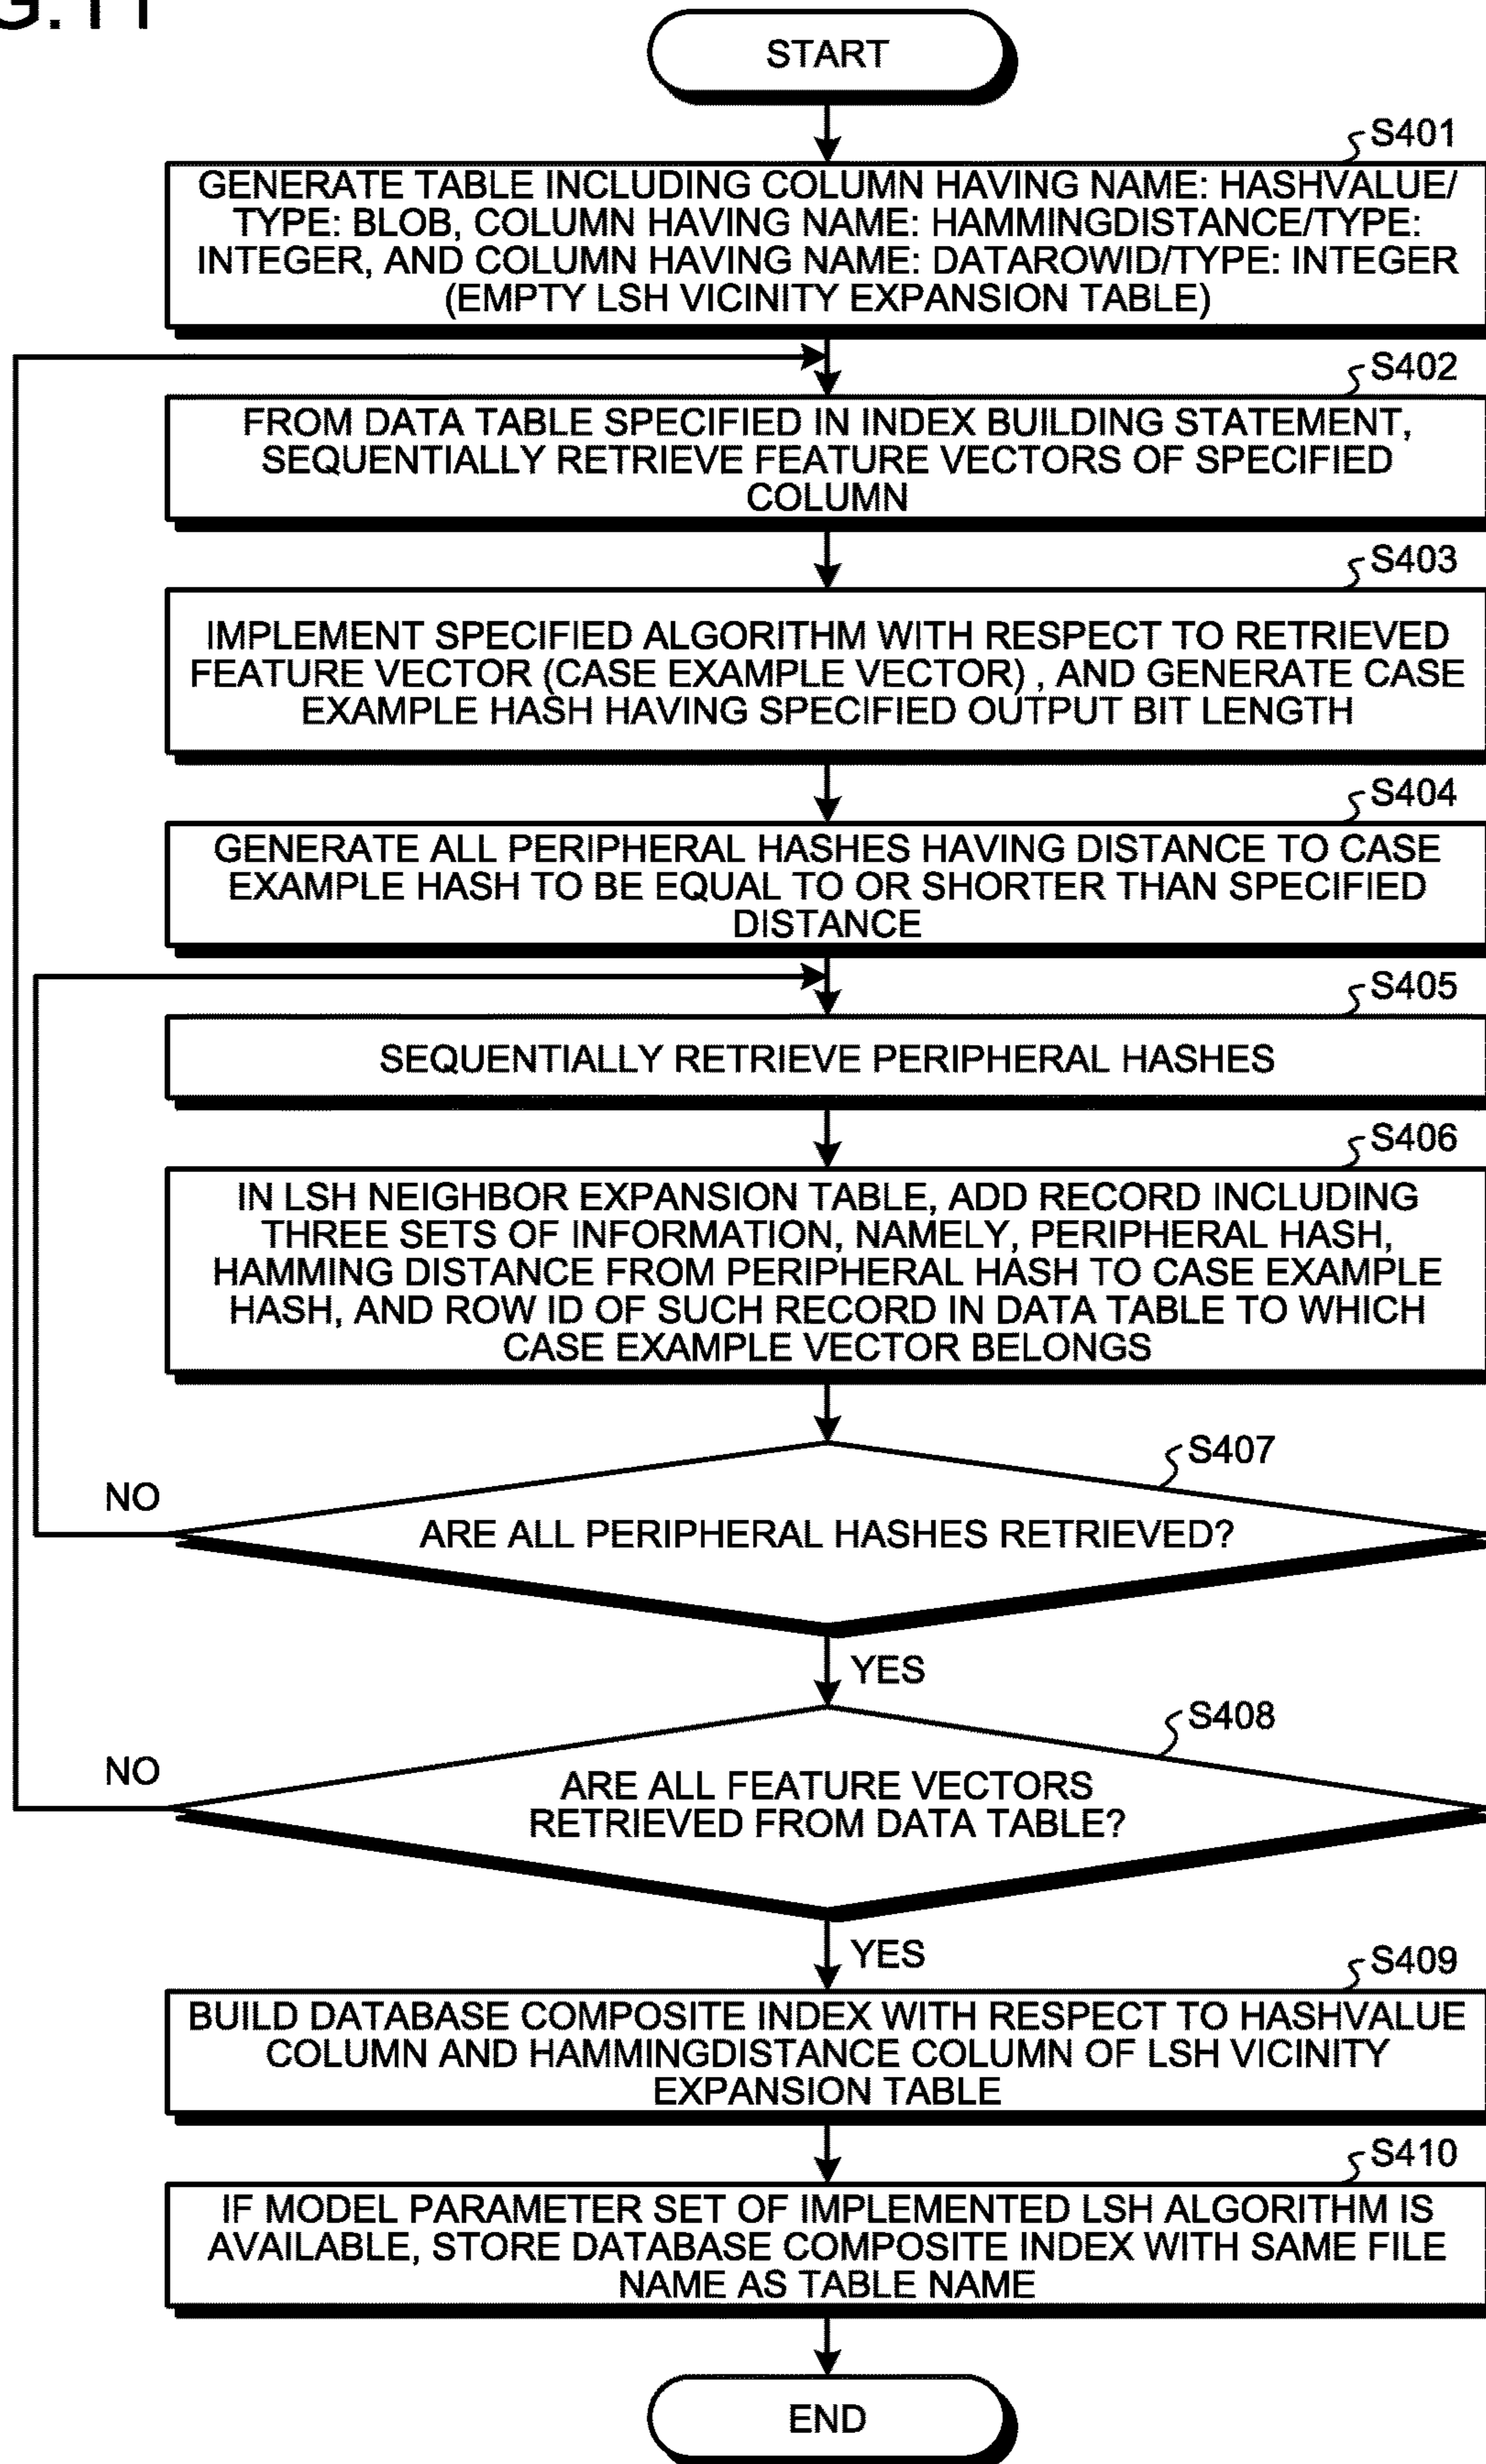 G.11
START
S401
GENERATE TABLE INCLUDING COLUMN HAVING NAME: HASHVALUE/
TYPE: BLOB, COLUMN HAVING NAME: HAMMINGDISTANCE/TYPE:
INTEGER, AND COLUMN HAVING NAME: DATAROWID/TYPE: INTEGER
(EMPTY LSH VICINITY EXPANSION TABLE)
S402
FROM DATA TABLE SPECIFIED IN INDEX BUILDING STATEMENT,
SEQUENTIALLY RETRIEVE FEATURE VECTORS OF SPECIFIED
COLUMN
S403
IMPLEMENT SPECIFIED ALGORITHM WITH RESPECT TO RETRIEVED
FEATURE VECTOR (CASE EXAMPLE VECTOR) , AND GENERATE CASE
EXAMPLE HASH HAVING SPECIFIED OUTPUT BIT LENGTH
S404
GENERATE ALL PERIPHERAL HASHES HAVING DISTANCE TO CASE
EXAMPLE HASH TO BE EQUAL TO OR SHORTER THAN SPECIFIED
DISTANCE
S405
SEQUENTIALLY RETRIEVE PERIPHERAL HASHES
S406
IN LSH NEIGHBOR EXPANSION TABLE, ADD RECORD INCLUDING
THREE SETS OF INFORMATION, NAMELY, PERIPHERAL HASH,
HAMMING DISTANCE FROM PERIPHERAL HASH TO CASE EXAMPLE
HASH, AND ROW ID OF SUCH RECORD IN DATA TABLE TO WHICH
CASE EXAMPLE VECTOR BELONGS
S407
NO
ARE ALL PERIPHERAL HASHES RETRIEVED?
YES
S408
NO
ARE ALL FEATURE VECTORS
RETRIEVED FROM DATA TABLE?
YES
S409
BUILD DATABASE COMPOSITE INDEX WITH RESPECT TO HASHVALUE
COLUMN AND HAMMINGDISTANCE COLUMN OF LSH VICINITY
EXPANSION TABLE
S410
IF MODEL PARAMETER SET OF IMPLEMENTED LSH ALGORITHM IS
AVAILABLE, STORE DATABASE COMPOSITE INDEX WITH SAME FILE
NAME AS TABLE NAME
END